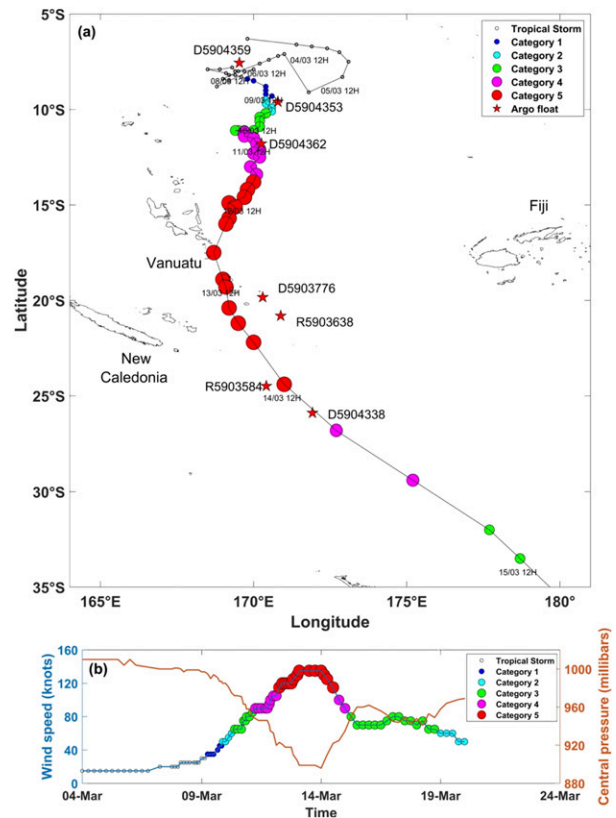 (a)
Tropical Storm
Category 1
Category 2
Category 3
Category 4
Category 5
Argo float
5°S
10°S
15°S
20°S
25°S
30°S
35°S
Latitude
D5904359
04/03 12H
06/03 12H
05/03 12H
09/03 12H
D5904353
D5904362
11/03 12H
Fiji
Vanuatu
D5903776
13/03 12H
R5903638
New
Caledonia
R5903584
14/03 12H
D5904338
15/03 12H
165°E
170°E
175°E
180°
Longitude
(b)
Tropical Storm
Category 1
Category 2
Category 3
Category 4
Category 5
Wind speed (knots)
160
120
80
40
0
Central pressure (millibars)
1000
960
900
880
04-Mar
09-Mar
14-Mar
19-Mar
24-Mar
Time